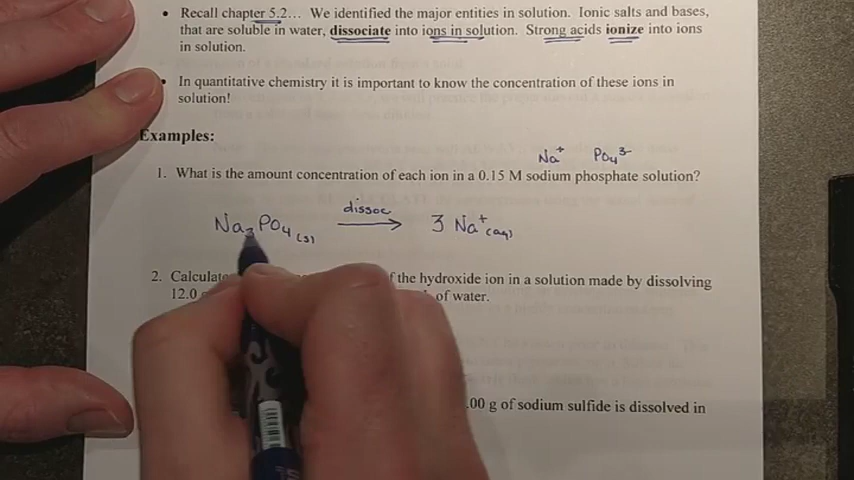 • Recall chapter 5.2… We identified the major entities in solution. Ionic salts and bases,
that are soluble in water, dissociate into ions in solution. Strong acids ionize into ions
in solution.
• In quantitative chemistry it is important to know the concentration of these ions in
solution!
Examples:
Na⁺ PO₄³⁻
1. What is the amount concentration of each ion in a 0.15 M sodium phosphate solution?
Na₃PO₄(s) dissoc → 3 Na⁺(aq)
2. Calculate of the hydroxide ion in a solution made by dissolving
12.0 of water.
.00 g of sodium sulfide is dissolved in